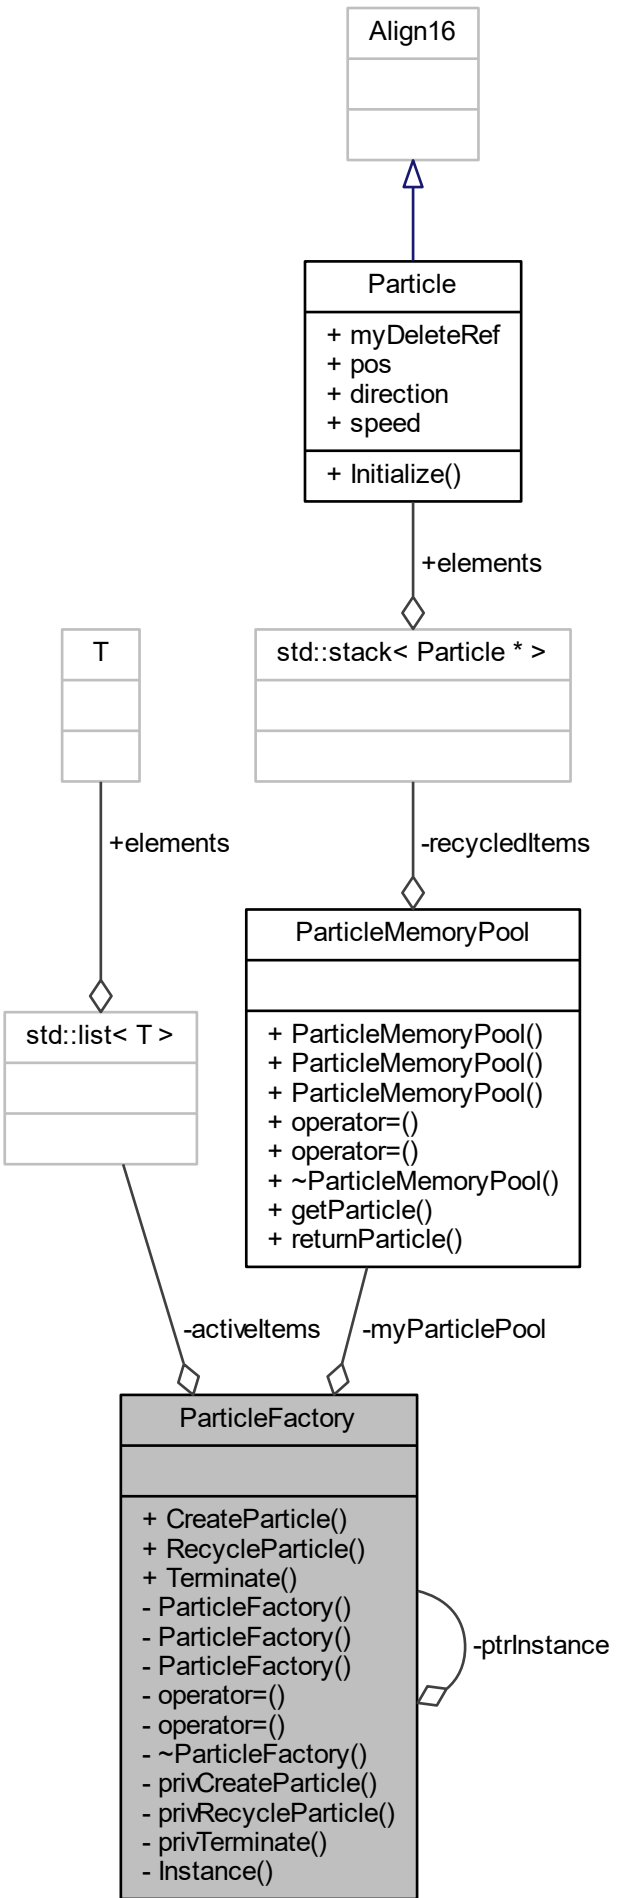 Align16
Particle
+ myDeleteRef
+ pos
+ direction
+ speed
+ Initialize()
+elements
T
std::stack< Particle * >
+elements
-recycledItems
ParticleMemoryPool
+ ParticleMemoryPool()
+ ParticleMemoryPool()
+ ParticleMemoryPool()
+ operator=()
+ operator=()
+ ~ParticleMemoryPool()
+ getParticle()
+ returnParticle()
std::list< T >
-activeItems
-myParticlePool
ParticleFactory
+ CreateParticle()
+ RecycleParticle()
+ Terminate()
- ParticleFactory()
- ParticleFactory()
- ParticleFactory()
- operator=()
- operator=()
- ~ParticleFactory()
- privCreateParticle()
- privRecycleParticle()
- privTerminate()
- Instance()
-ptrInstance